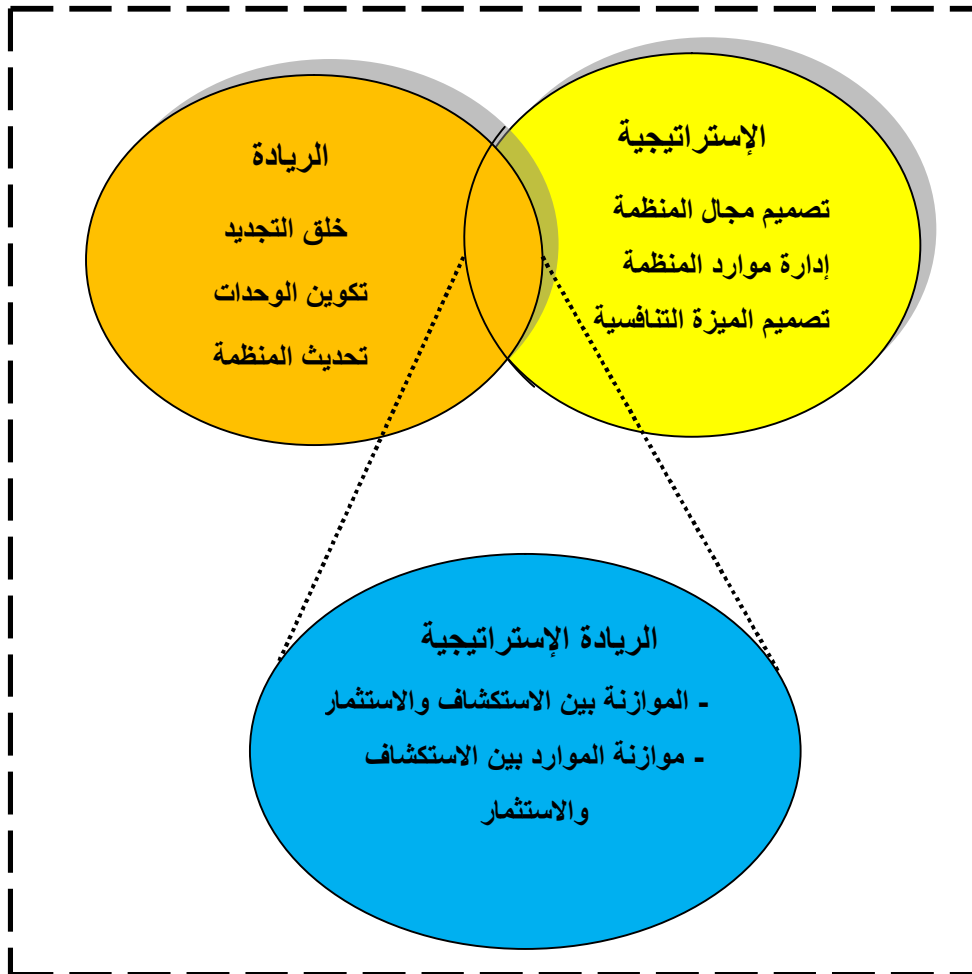 الإستراتيجية
تصميم مجال المنظمة
إدارة موارد المنظمة
تصميم الميزة التنافسية
الريادة
خلق التجديد
تكوين الوحدات
تحديث المنظمة
الريادة الإستراتيجية
- الموازنة بين الاستكشاف والاستثمار
- موازنة الموارد بين الاستكشاف
والاستثمار